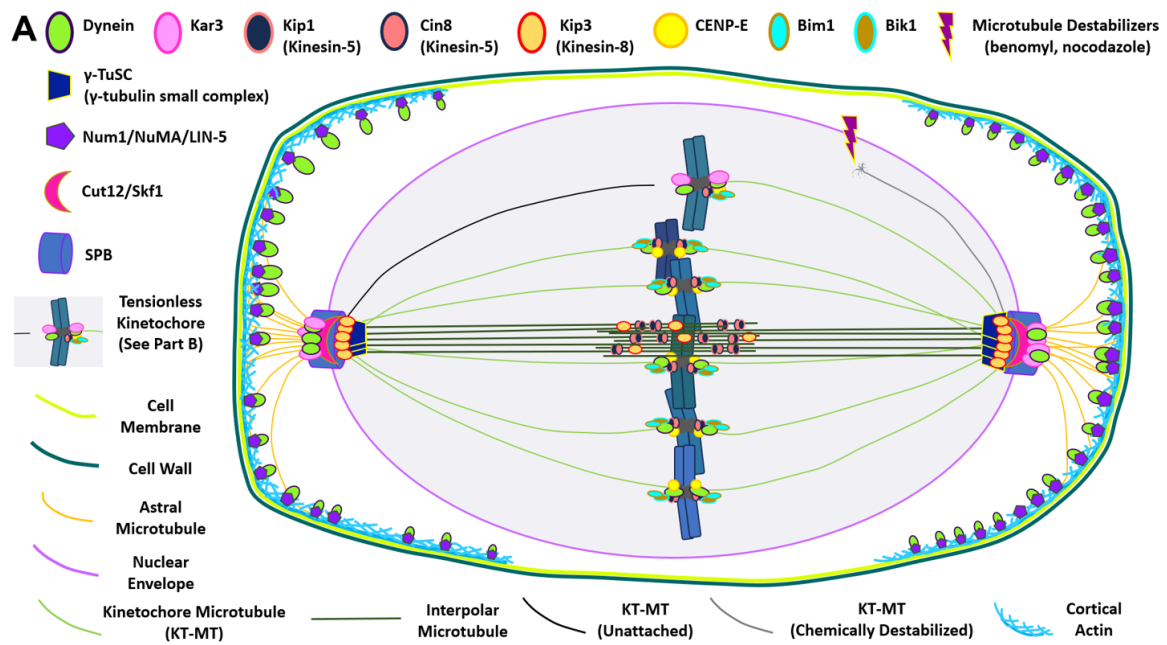 A
Dynein
Kar3
Kip1
(Kinesin-5)
Cin8
(Kinesin-5)
Kip3
(Kinesin-8)
CENP-E
Bim1
Bik1
Microtubule Destabilizers
(benomyl, nocodazole)
γ-TuSC
(γ-tubulin small complex)
Num1/NuMA/LIN-5
Cut12/Skf1
SPB
Tensionless
Kinetochore
(See Part B)
Cell
Membrane
Cell Wall
Astral
Microtubule
Nuclear
Envelope
Kinetochore Microtubule
(KT-MT)
Interpolar
Microtubule
KT-MT
(Unattached)
KT-MT
(Chemically Destabilized)
Cortical
Actin